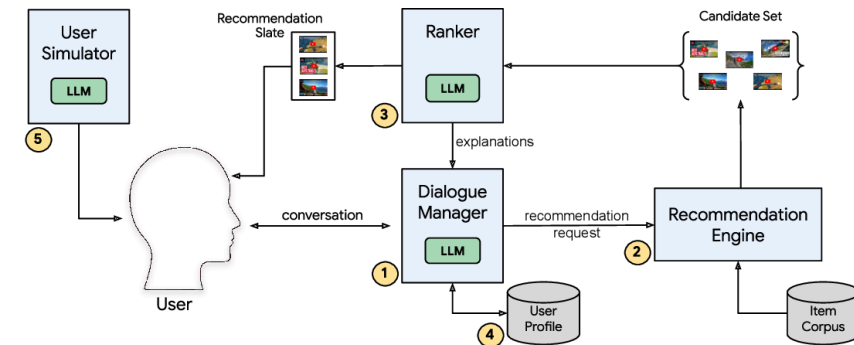 User
Simulator
LLM
5
Recommendation
Slate
Ranker
LLM
3
Candidate Set
explanations
User
conversation
Dialogue
Manager
LLM
1
recommendation
request
Recommendation
Engine
2
User
Profile
4
Item
Corpus